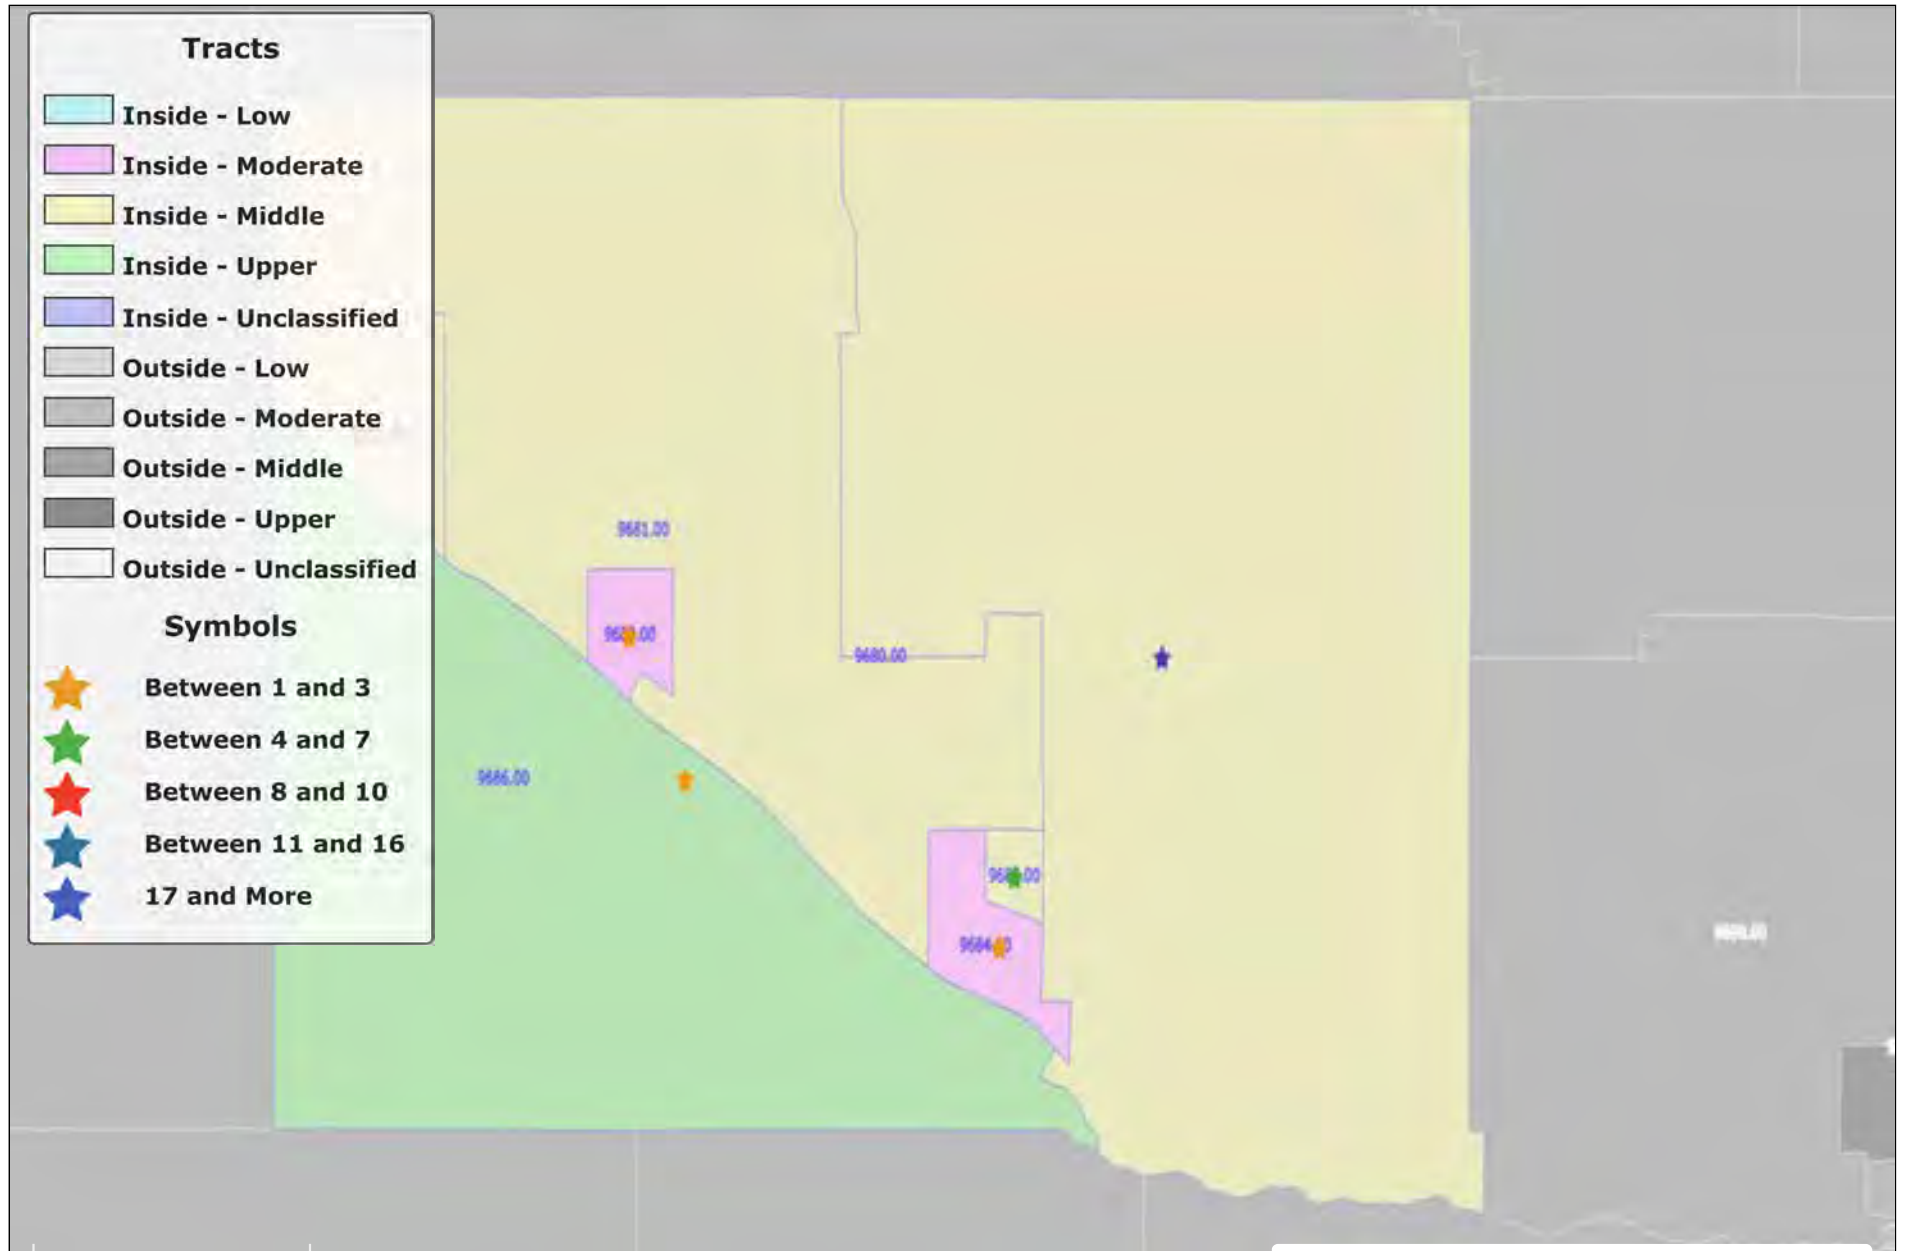 Tracts
Inside - Low
Inside - Moderate
Inside - Middle
Inside - Upper
Inside - Unclassified
Outside - Low
Outside - Moderate
Outside - Middle
Outside - Upper
Outside - Unclassified
Symbols
Between 1 and 3
Between 4 and 7
Between 8 and 10
Between 11 and 16
17 and More
9681.00
9680.00
9686.00